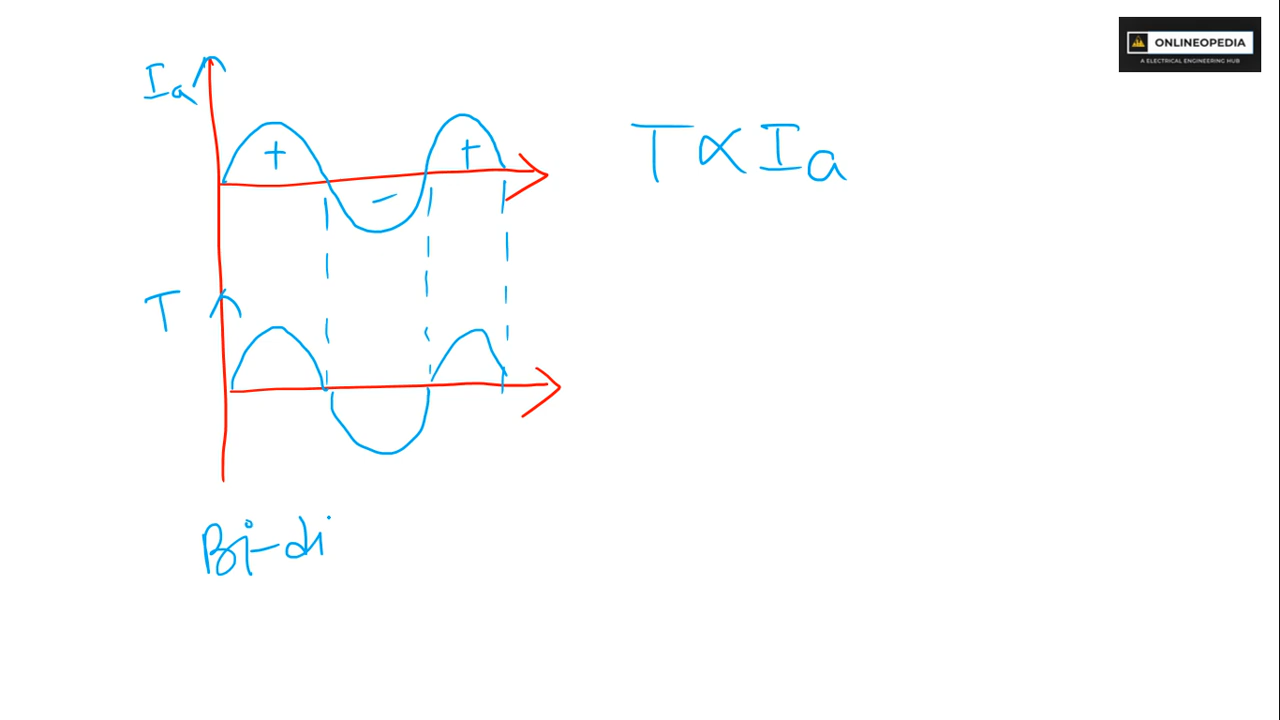 ONLINEOPEDIA
A ELECTRICAL ENGINEERING HUB
Ia
T∝Ia
+
+
-
T
Bi-di